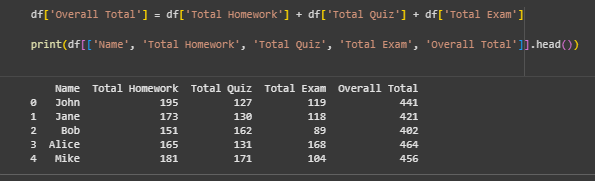 df['Overall Total'] = df['Total Homework'] + df['Total Quiz'] + df['Total Exam']
print(df[['Name', 'Total Homework', 'Total Quiz', 'Total Exam', 'Overall Total']].head())
Name Total Homework Total Quiz Total Exam Overall Total
0 John 195 127 119 441
1 Jane 173 130 118 421
2 Bob 151 162 89 402
3 Alice 165 131 168 464
4 Mike 181 171 104 456